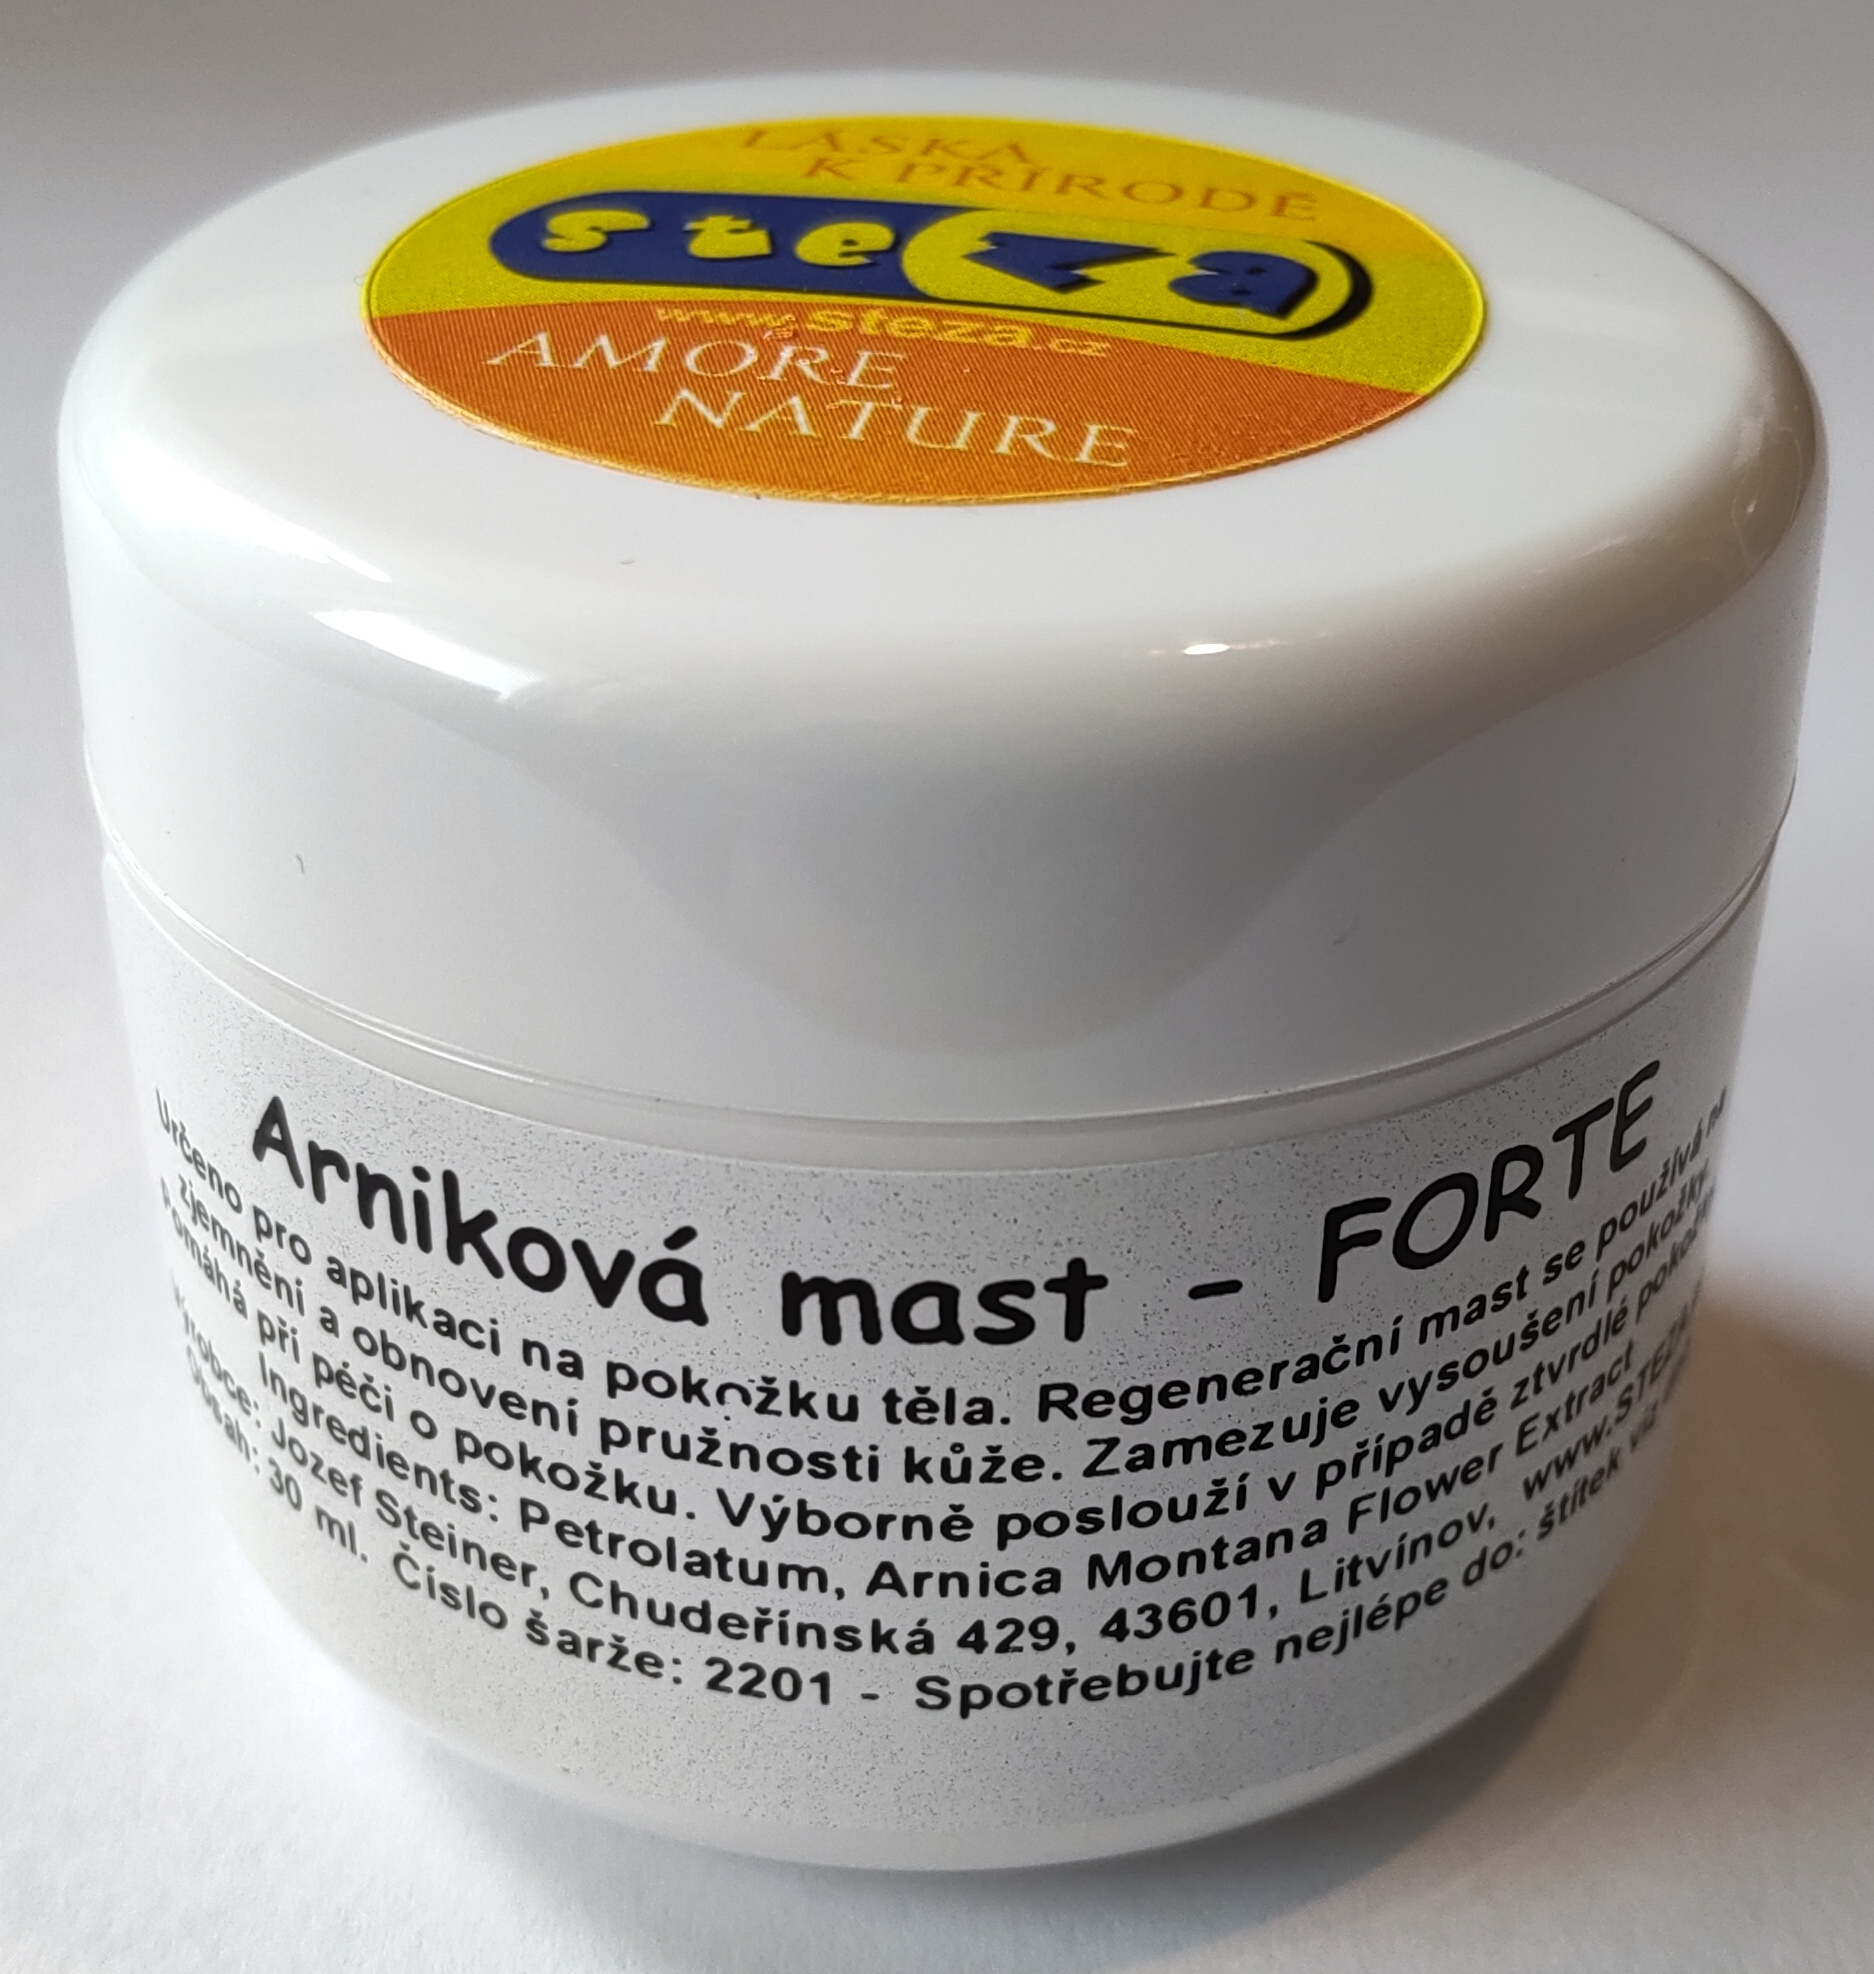 LÁSKA
K PŘÍRODĚ
steza
www.steza.cz
AMORE
NATURE
Arniková mast - FORTE
Určeno pro aplikaci na pokožku těla. Regenerační mast se používá na
zjemnění a obnovení pružnosti kůže. Zamezuje vysoušení pokožky.
Pomáhá při péči o pokožku. Výborně poslouží v případě ztvrdlé
Ingredients: Petrolatum, Arnica Montana Flower Extract
Výrobce: Jozef Steiner, Chudeřínská 429, 43601, Litvínov, www.STEZA
Obsah: 30 ml. Číslo šarže: 2201 - Spotřebujte nejlépe do: štítek viz